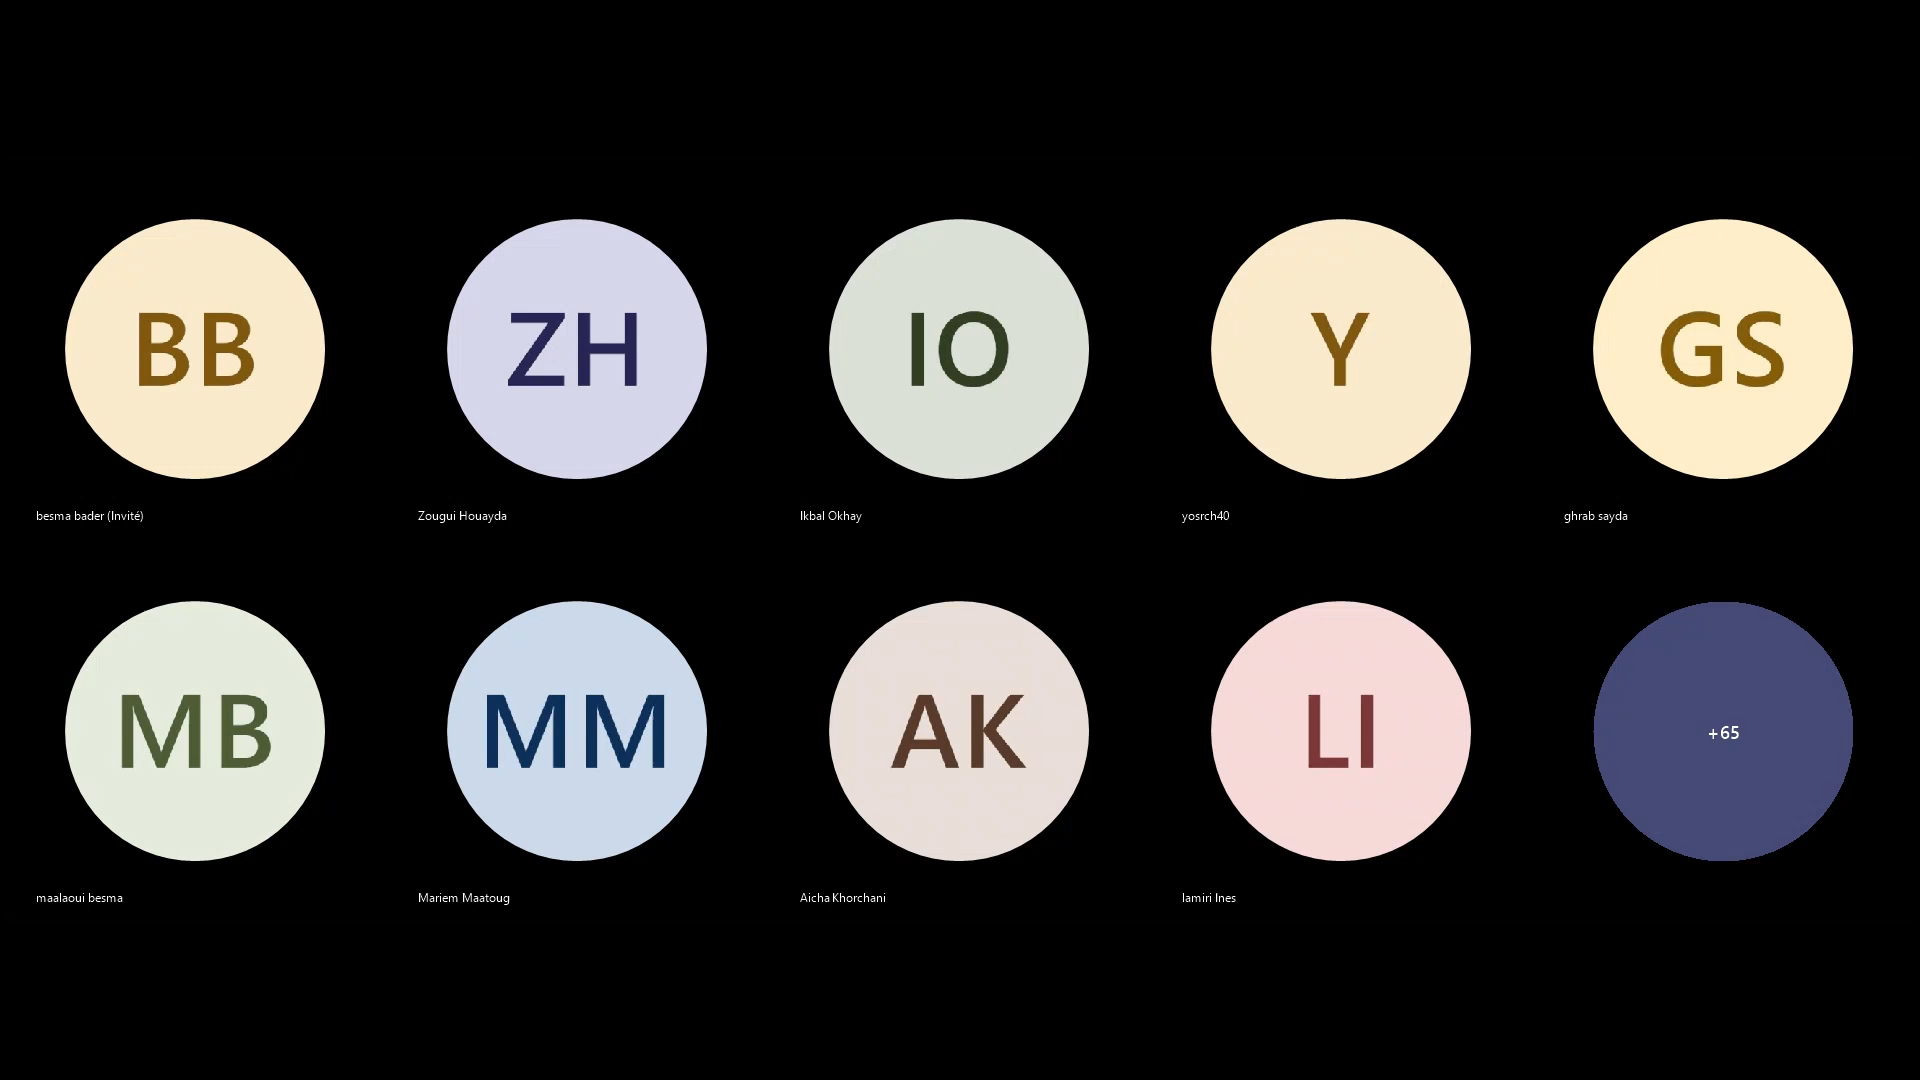 BB
ZH
IO
Y
GS
besma bader (Invité)
Zougui Houayda
Ikbal Okhay
yosrch40
ghrab sayda
MB
MM
AK
LI
+65
maalaoui besma
Mariem Maatoug
Aicha Khorchani
lamiri Ines